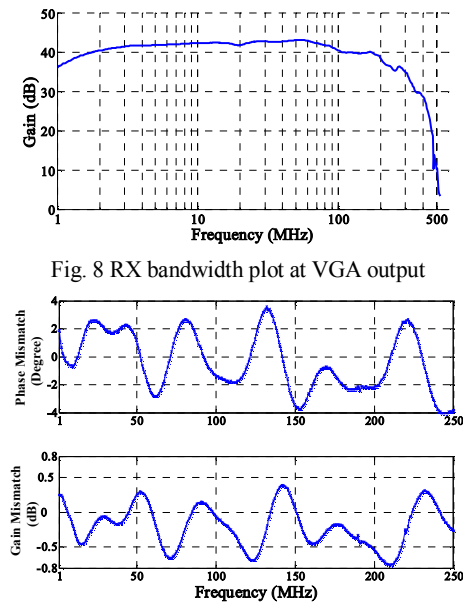 50
40
30
20
10
0
Gain (dB)
1 10 100 500
Frequency (MHz)
Fig. 8 RX bandwidth plot at VGA output
4
2
0
-2
-4
Phase Mismatch
(Degree)
1 50 100 150 200 250
0.8
0.5
0
-0.5
-0.8
Gain Mismatch
(dB)
1 50 100 150 200 250
Frequency (MHz)